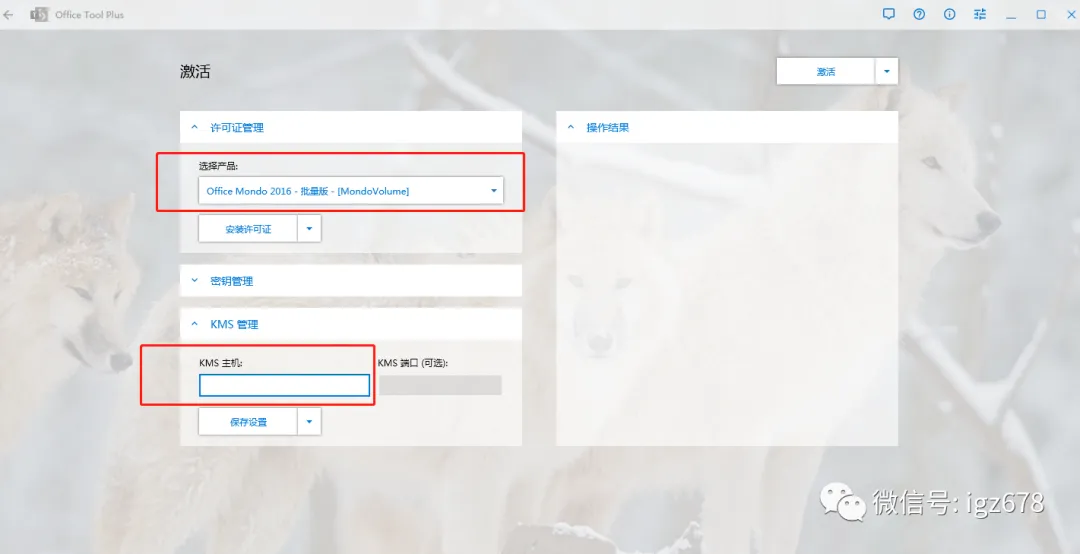 Office Tool Plus
激活
激活
许可证管理
操作结果
选择产品:
Office Mondo 2016 - 批量版 - [MondoVolume]
安装许可证
密钥管理
KMS 管理
KMS 主机:
KMS 端口 (可选):
保存设置
微信号: igz678